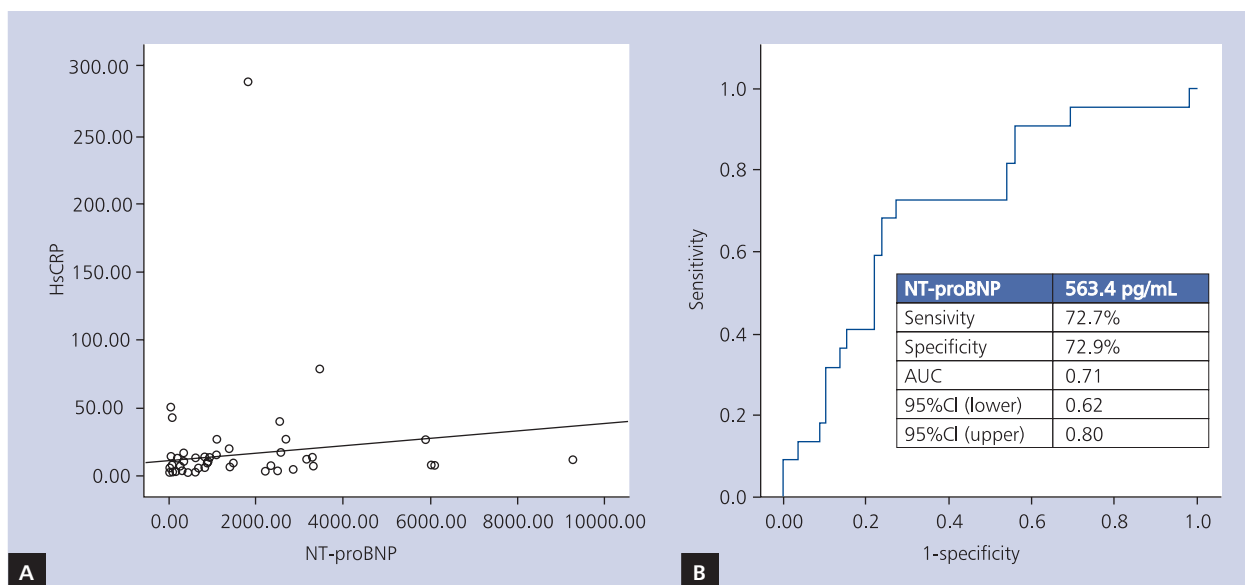 300.00
250.00
200.00
150.00
100.00
50.00
0.00
HsCRP
0.00 2000.00 4000.00 6000.00 8000.00 10000.00
NT-proBNP
A
1.0
0.8
0.6
0.4
0.2
0.0
Sensitivity
0.00 0.2 0.4 0.6 0.8 1.0
1-specificity
NT-proBNP 563.4 pg/mL
Sensivity 72.7%
Specificity 72.9%
AUC 0.71
95%CI (lower) 0.62
95%CI (upper) 0.80
B